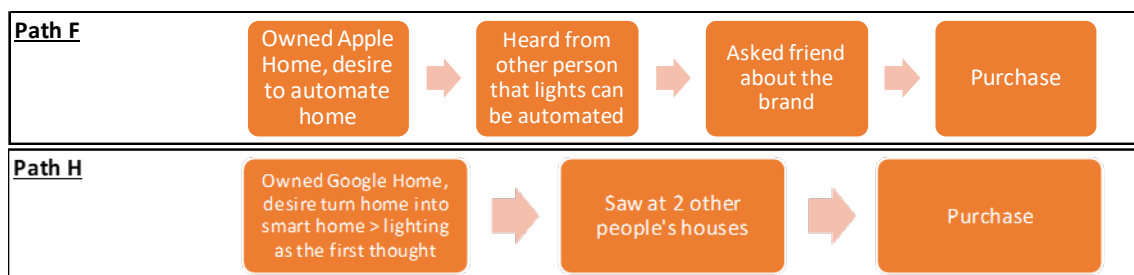 Path F
Owned Apple
Home, desire
to automate
home
Heard from
other person
that lights can
be automated
Asked friend
about the
brand
Purchase
Path H
Owned Google Home,
desire turn home into
smart home > lighting
as the first thought
Saw at 2 other
people's houses
Purchase